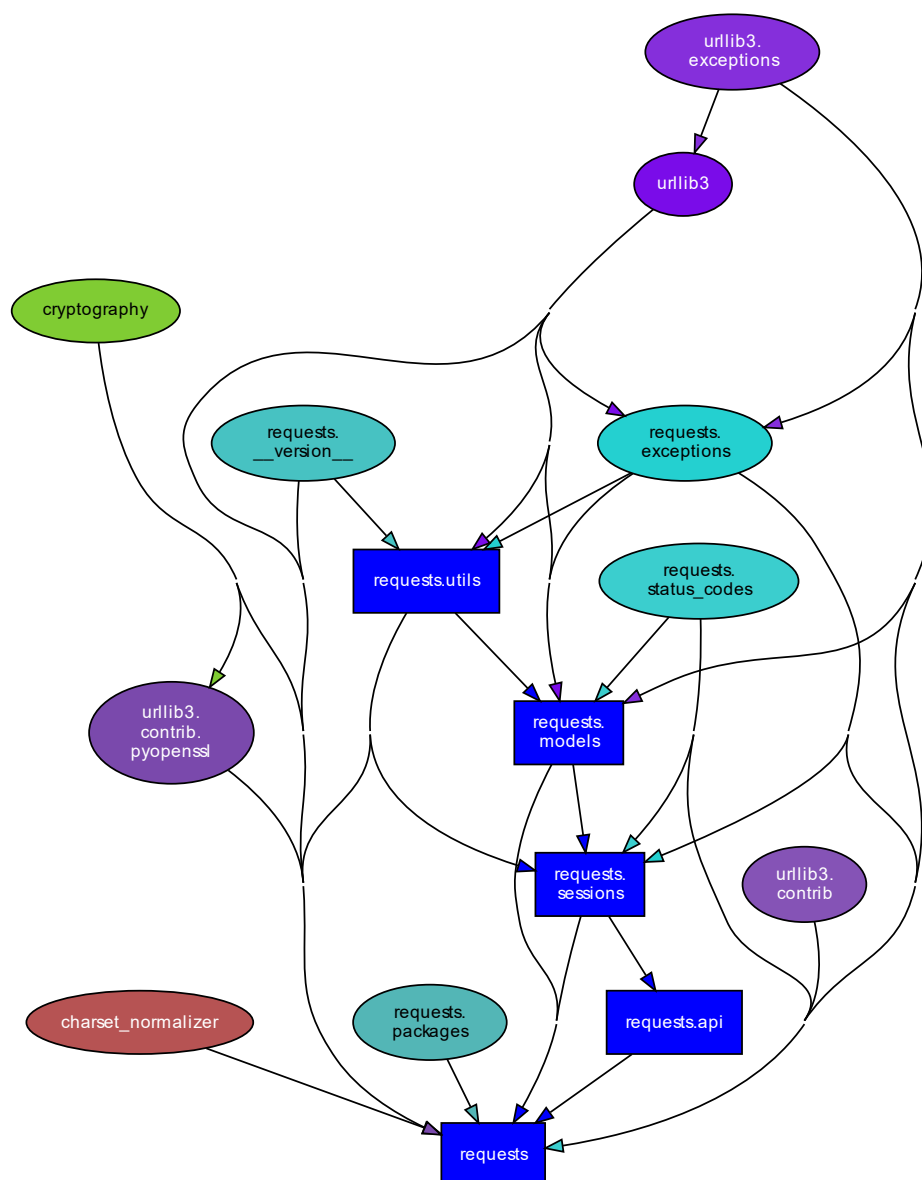 urllib3.
exceptions
urllib3
cryptography
requests.
__version__
requests.
exceptions
requests.utils
requests.
status_codes
urllib3.
contrib.
pyopenssl
requests.
models
requests.
sessions
urllib3.
contrib
charset_normalizer
requests.
packages
requests.api
requests